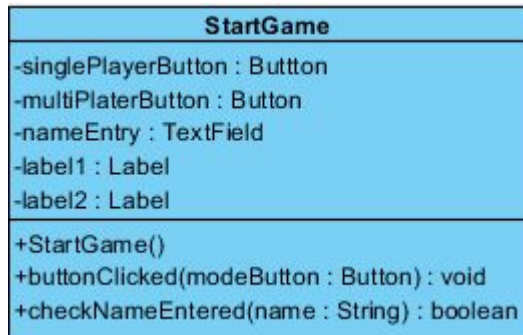 StartGame
-singlePlayerButton : Buttton
-multiPlaterButton : Button
-nameEntry : TextField
-label1 : Label
-label2 : Label
+StartGame()
+buttonClicked(modeButton : Button) : void
+checkNameEntered(name : String) : boolean